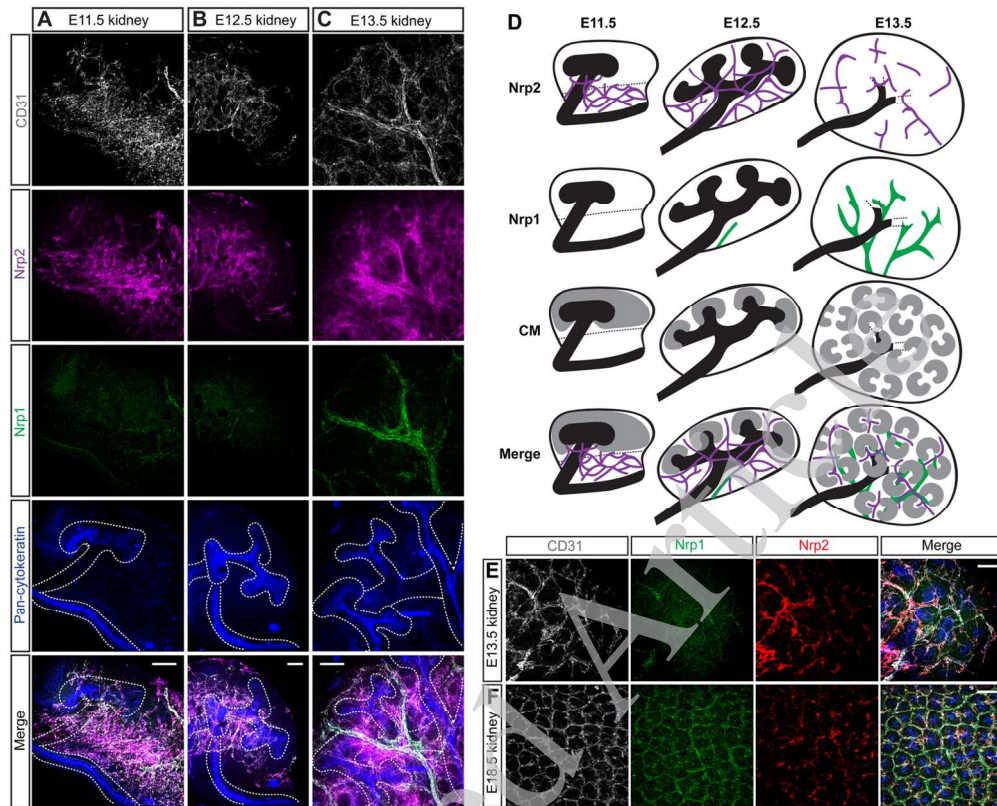 A E11.5 kidney
B E12.5 kidney
C E13.5 kidney
CD31
Nrp2
Nrp1
Pan-cytokeratin
Merge
D E11.5 E12.5 E13.5
Nrp2
Nrp1
CM
Merge
CD31 Nrp1 Nrp2 Merge
E E13.5 kidney
F E18.5 kidney